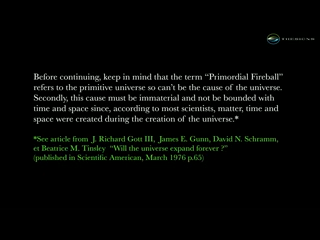 THESIGNS
Before continuing, keep in mind that the term “Primordial Fireball”
refers to the primitive universe so can’t be the cause of the universe.
Secondly, this cause must be immaterial and not be bounded with
time and space since, according to most scientists, matter, time and
space were created during the creation of the universe.*
*See article from J. Richard Gott III, James E. Gunn, David N. Schramm,
et Beatrice M. Tinsley “Will the universe expand forever ?”
(published in Scientific American, March 1976 p.65)